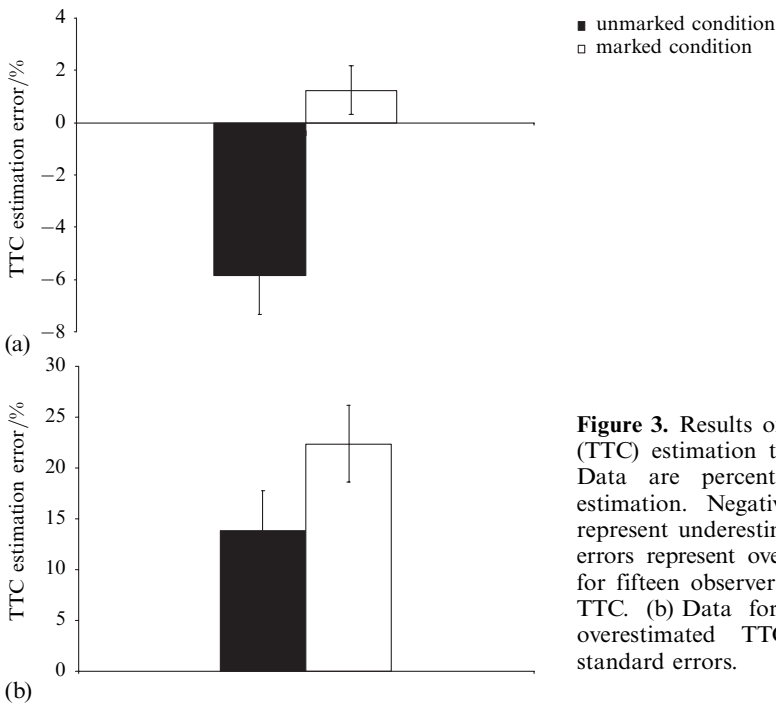 unmarked condition
marked condition
TTC estimation error/%
4
2
0
−2
−4
−6
−8
(a)
TTC estimation error/%
30
25
20
15
10
5
0
(b)
Figure 3. Results o
(TTC) estimation t
Data are percent
estimation. Negativ
represent underestin
errors represent ove
for fifteen observer
TTC. (b) Data for
overestimated TTC
standard errors.